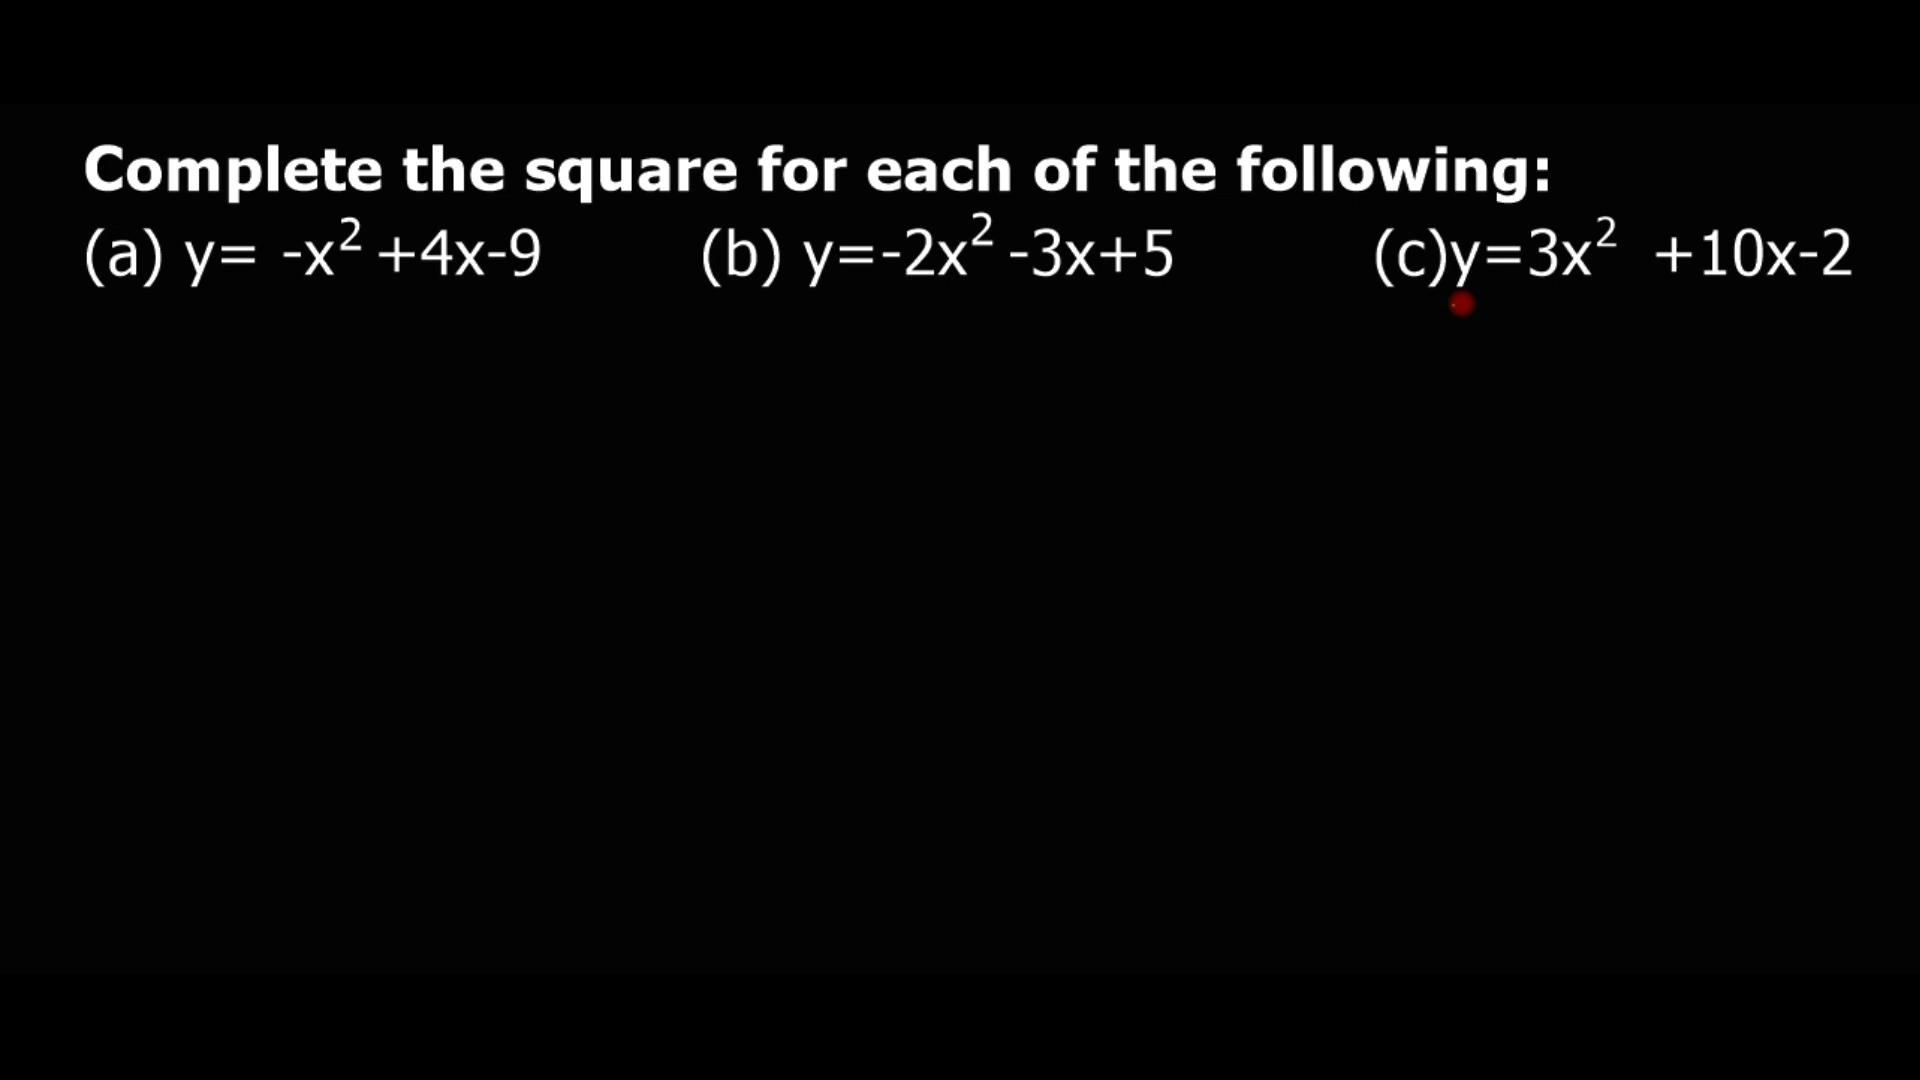 Complete the square for each of the following:
(a) y= -x² +4x-9 (b) y=-2x² -3x+5 (c)y=3x² +10x-2